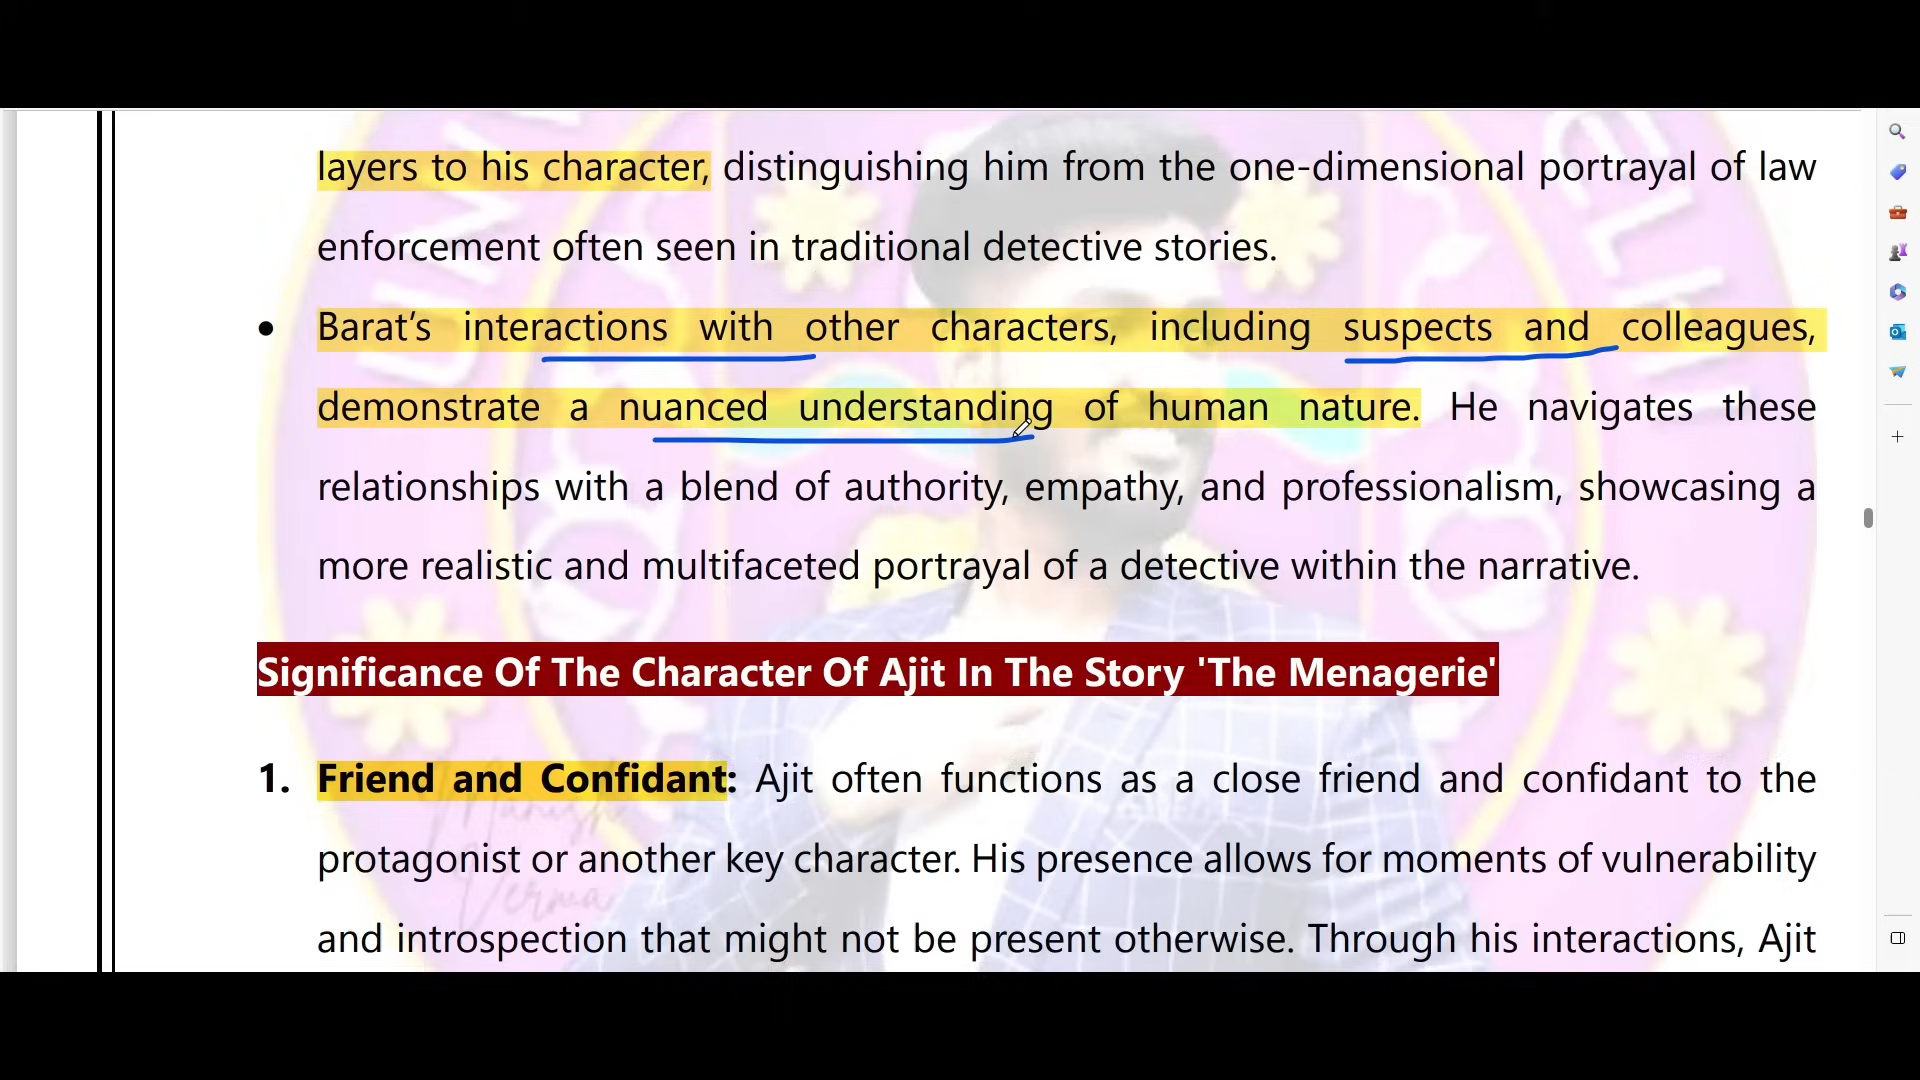 layers to his character, distinguishing him from the one-dimensional portrayal of law
enforcement often seen in traditional detective stories.
• Barat's interactions with other characters, including suspects and colleagues,
demonstrate a nuanced understanding of human nature. He navigates these
relationships with a blend of authority, empathy, and professionalism, showcasing a
more realistic and multifaceted portrayal of a detective within the narrative.
Significance Of The Character Of Ajit In The Story 'The Menagerie'
1. Friend and Confidant: Ajit often functions as a close friend and confidant to the
protagonist or another key character. His presence allows for moments of vulnerability
and introspection that might not be present otherwise. Through his interactions, Ajit
Manish
Verma